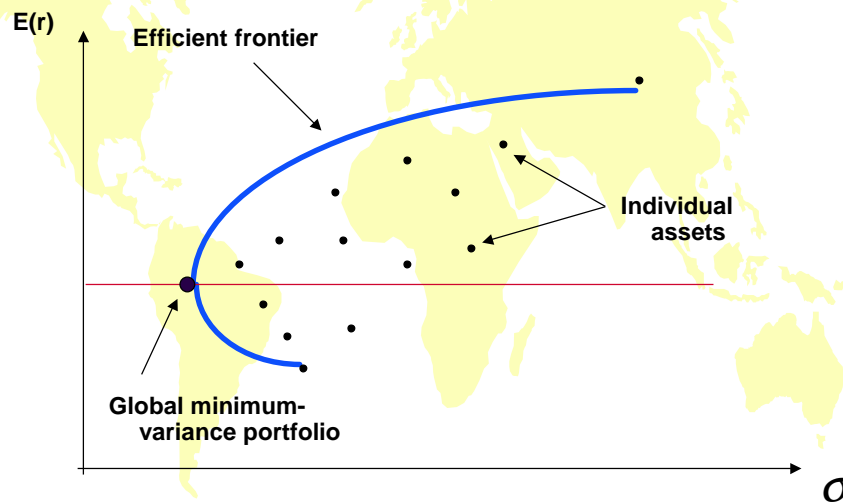 E(r)
Efficient frontier
Individual
assets
Global minimum-
variance portfolio
σ